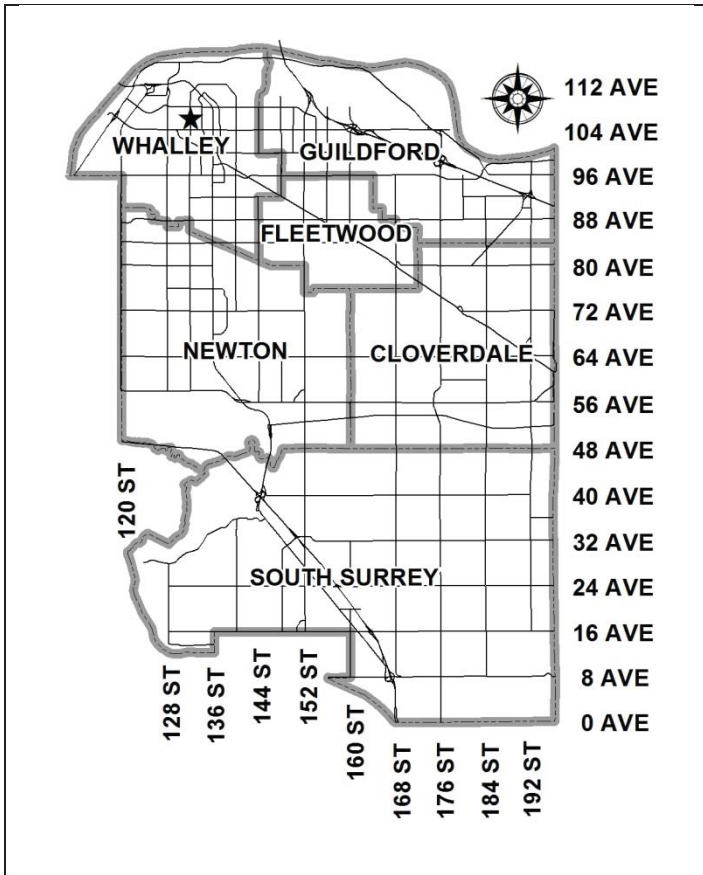 112 AVE
104 AVE
WHALLEY
GUILDFORD
96 AVE
88 AVE
FLEETWOOD
80 AVE
72 AVE
NEWTON
CLOVERDALE
64 AVE
56 AVE
48 AVE
120 ST
40 AVE
32 AVE
SOUTH SURREY
24 AVE
16 AVE
128 ST
136 ST
144 ST
152 ST
160 ST
8 AVE
0 AVE
168 ST
176 ST
184 ST
192 ST